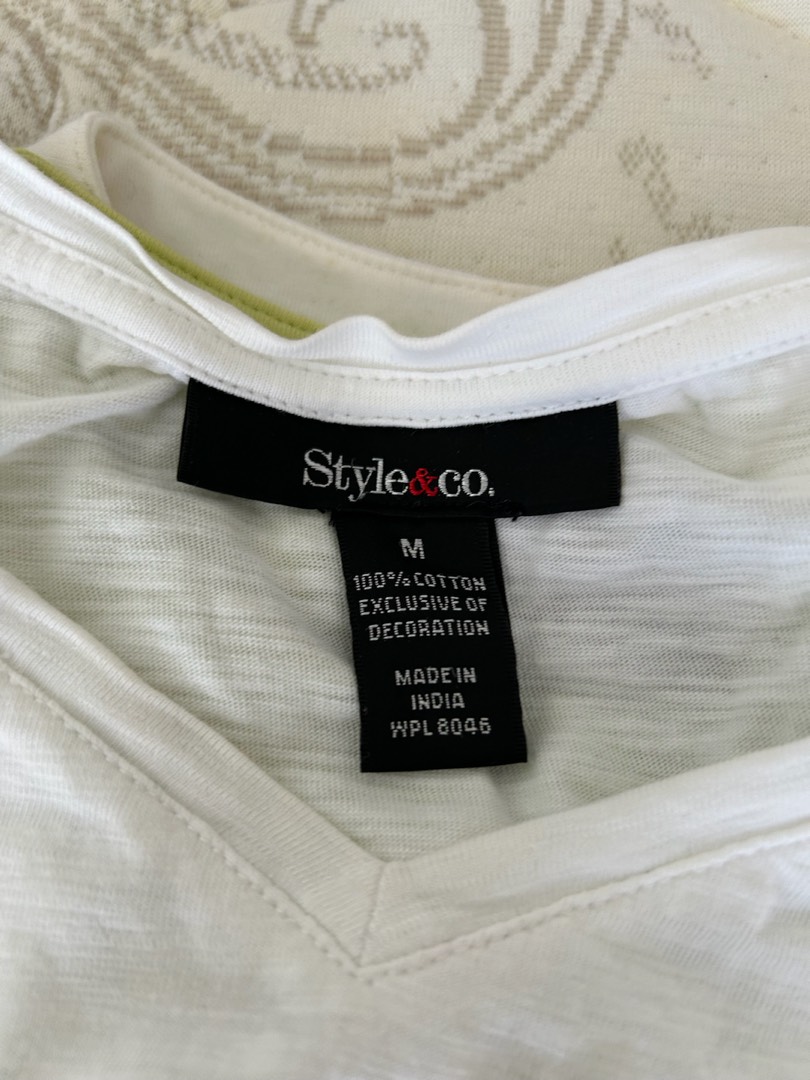 Style&co.
M
100% COTTON
EXCLUSIVE OF
DECORATION
MADE IN
INDIA
WPL 8046